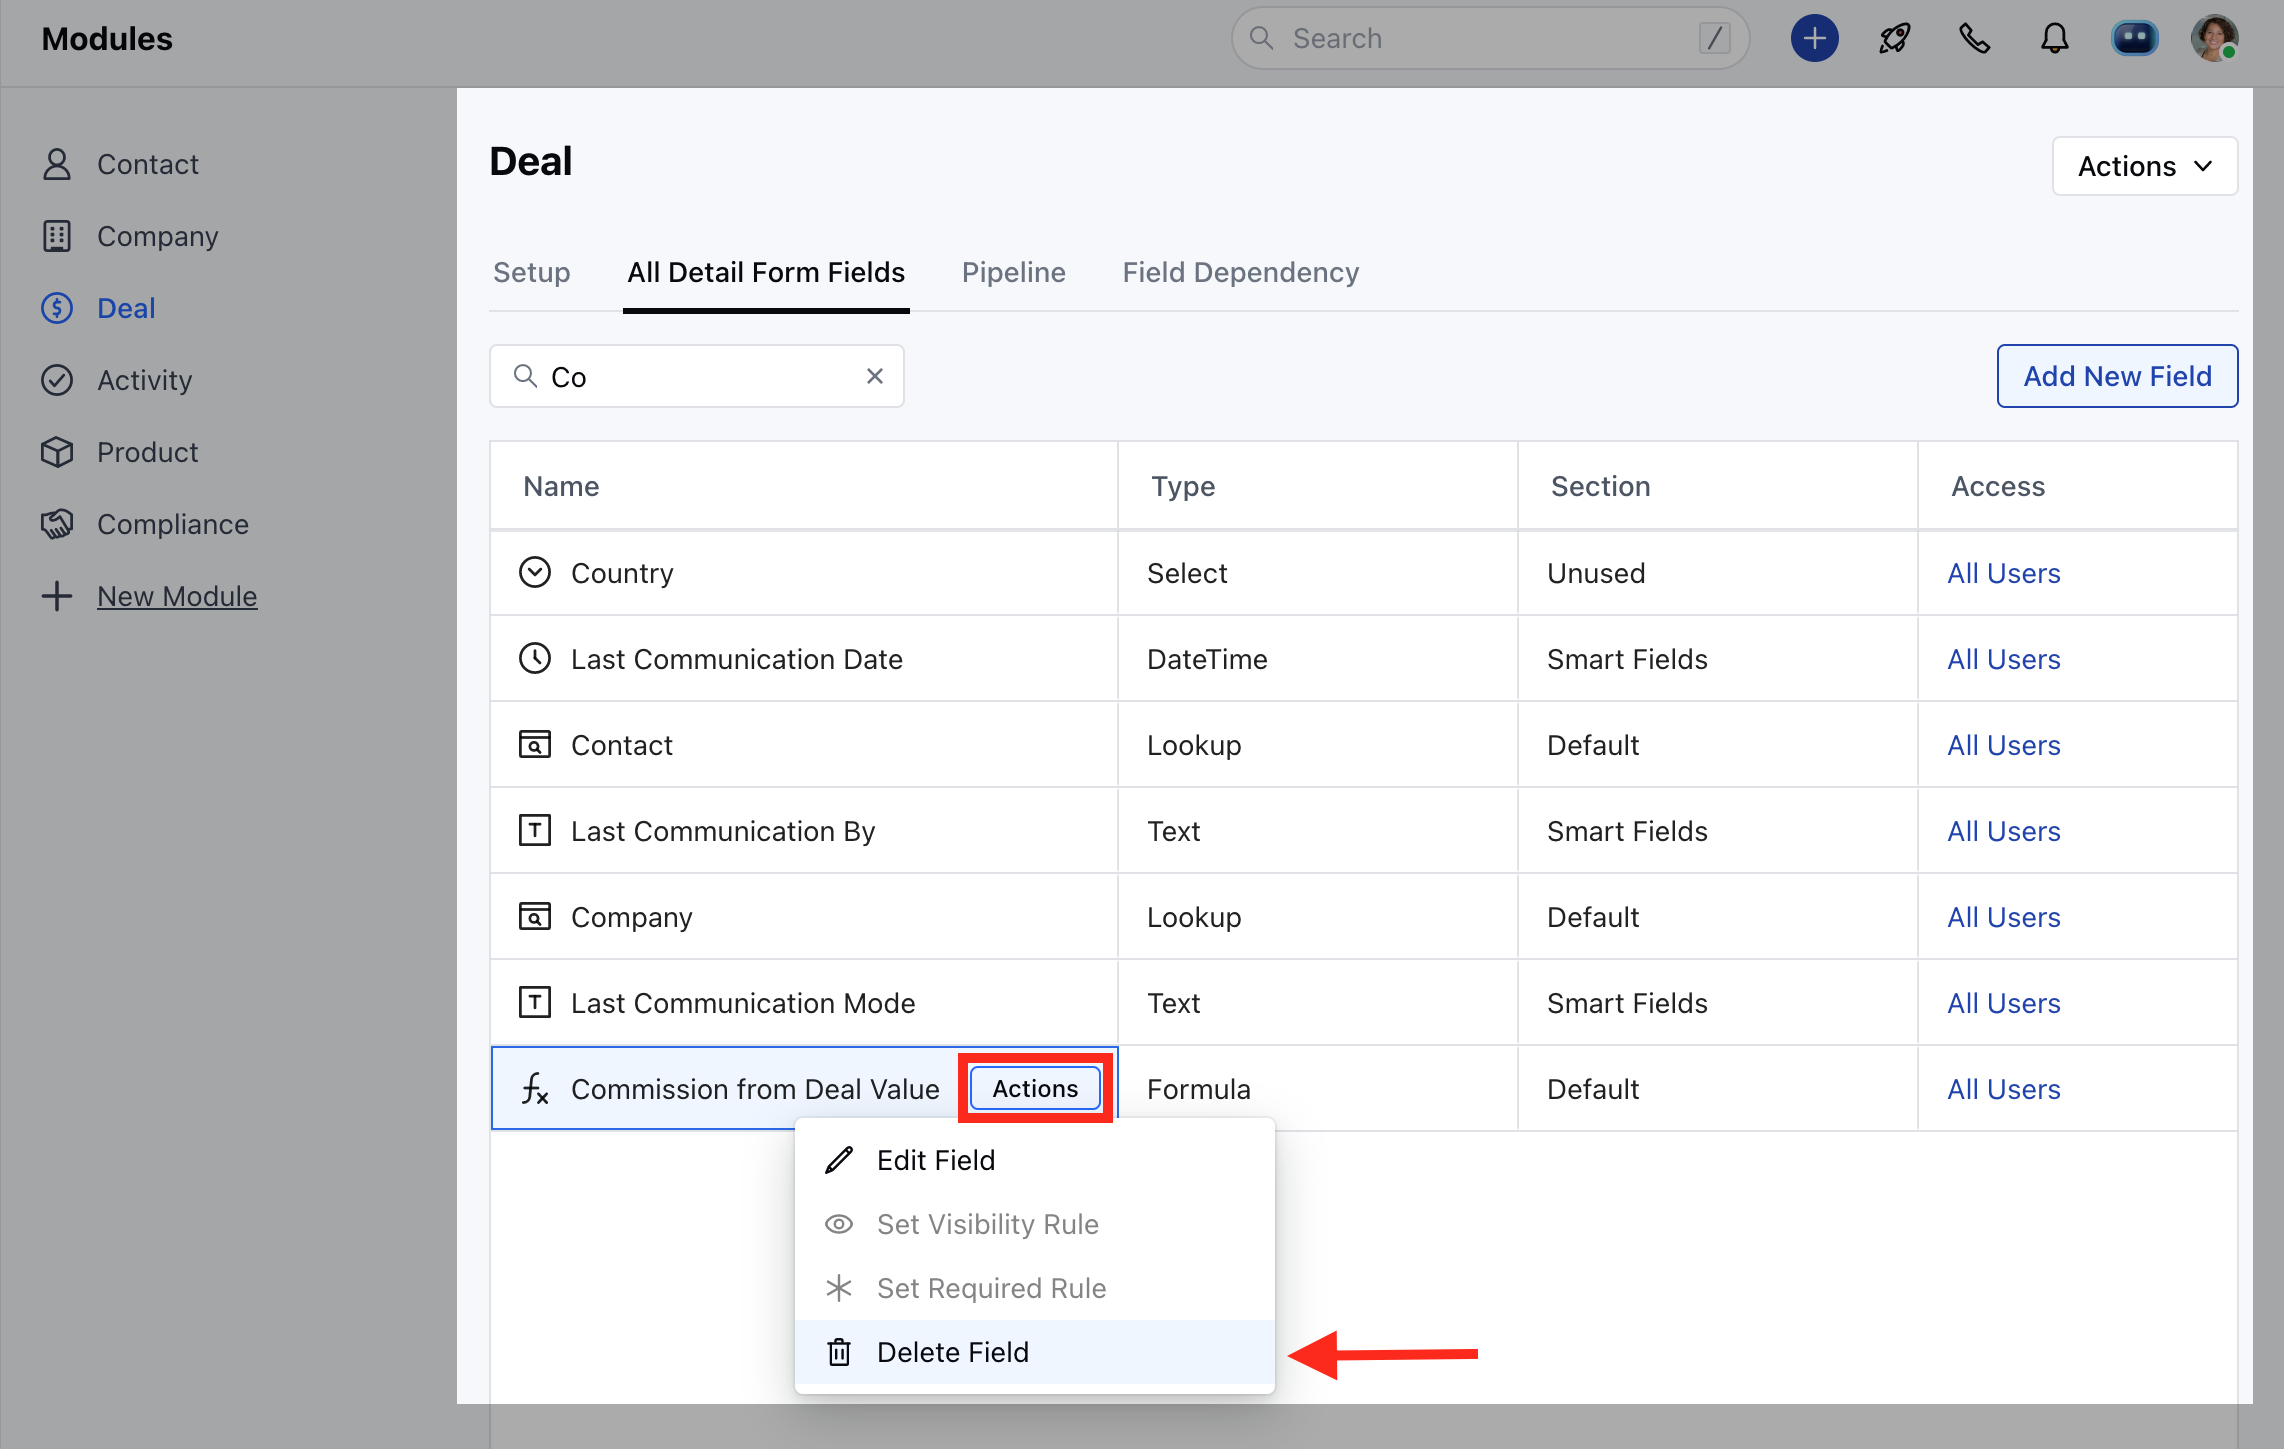 Modules
Search /
Contact
Company
Deal
Activity
Product
Compliance
New Module
Deal
Actions
Setup All Detail Form Fields Pipeline Field Dependency
Co
Add New Field
Name Type Section Access
Country Select Unused All Users
Last Communication Date DateTime Smart Fields All Users
Contact Lookup Default All Users
Last Communication By Text Smart Fields All Users
Company Lookup Default All Users
Last Communication Mode Text Smart Fields All Users
Commission from Deal Value Actions Formula Default All Users
Edit Field
Set Visibility Rule
Set Required Rule
Delete Field